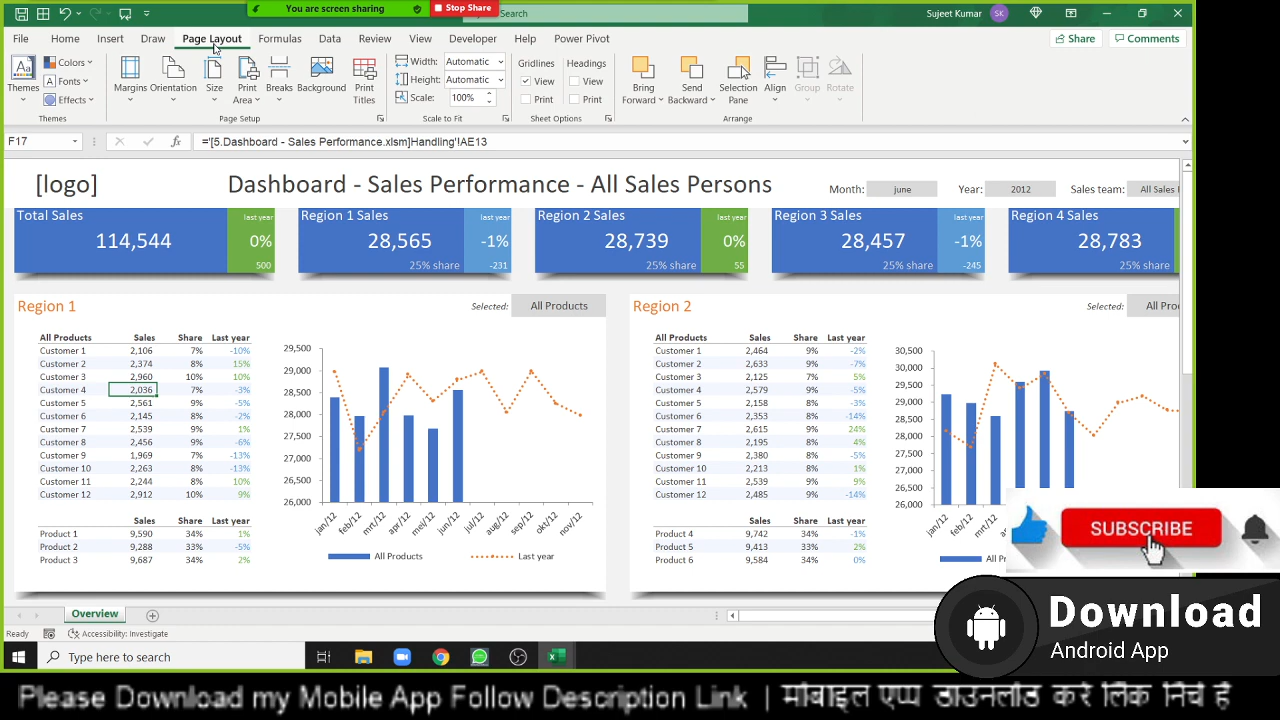 You are screen sharing
Stop Share
Search
Sujeet Kumar
SK
File Home Insert Draw Page Layout Formulas Data Review View Developer Help Power Pivot
Share Comments
Themes Colors Fonts Effects
Margins Orientation Size Print Area Breaks Background Print Titles
Width: Automatic
Height: Automatic
Scale: 100%
Gridlines View Print
Headings View Print
Bring Forward Send Backward Selection Pane Align Group Rotate
Themes Page Setup Scale to Fit Sheet Options Arrange
F17 fx ='[5.Dashboard - Sales Performance.xlsm]Handling'!AE13
[logo] Dashboard - Sales Performance - All Sales Persons Month: june Year: 2012 Sales team: All Sales
Total Sales last year Region 1 Sales last year Region 2 Sales last year Region 3 Sales last year Region 4 Sales
114,544 0% 28,565 -1% 28,739 0% 28,457 -1% 28,783
500 25% share -231 25% share 55 25% share -245 25% share
Region 1 Selected: All Products
All Products Sales Share Last year
Customer 1 2,106 7% -10%
Customer 2 2,374 8% 15%
Customer 3 2,960 10% 10%
Customer 4 2,036 7% -3%
Customer 5 2,561 9% -5%
Customer 6 2,145 8% -2%
Customer 7 2,539 9% 1%
Customer 8 2,456 9% -6%
Customer 9 1,969 7% -13%
Customer 10 2,263 8% -13%
Customer 11 2,244 8% 10%
Customer 12 2,912 10% 9%
Sales Share Last year
Product 1 9,590 34% 1%
Product 2 9,288 33% -5%
Product 3 9,687 34% 2%
29,500
29,000
28,500
28,000
27,500
27,000
26,500
26,000
jan/12 feb/12 mrt/12 apr/12 mei/12 jun/12 jul/12 aug/12 sep/12 okt/12 nov/12
All Products Last year
Region 2 Selected: All Pro
All Products Sales Share Last year
Customer 1 2,464 9% -2%
Customer 2 2,633 9% -7%
Customer 3 2,125 7% 5%
Customer 4 2,579 9% -5%
Customer 5 2,158 8% -3%
Customer 6 2,353 8% -14%
Customer 7 2,615 9% 24%
Customer 8 2,195 8% 4%
Customer 9 2,380 8% -5%
Customer 10 2,213 8% 1%
Customer 11 2,539 9% 9%
Customer 12 2,485 9% -14%
Sales Share Last year
Product 4 9,742 34% -1%
Product 5 9,413 33% 2%
Product 6 9,584 34% 0%
30,500
30,000
29,500
29,000
28,500
28,000
27,500
27,000
26,500
26,000
jan/12 feb/12 mrt/12
All P
SUBSCRIBE
Download
Android App
Overview
Ready Accessibility: Investigate
Type here to search
Please Download my Mobile App Follow Description Link | मोबाइल एप्प डाउनलोड करे लिंक निचे है